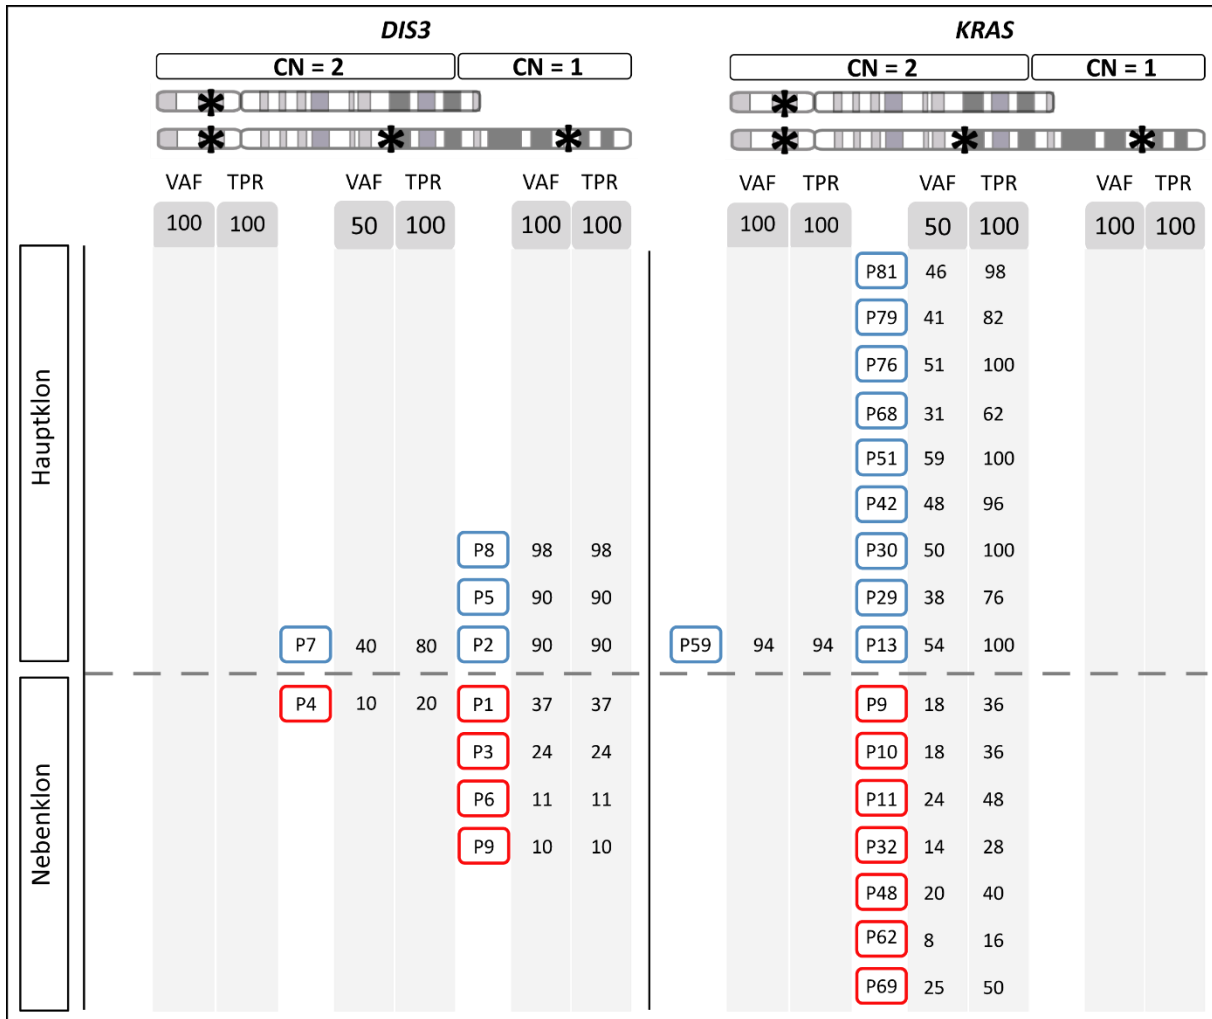 DIS3 KRAS
CN = 2 CN = 1 CN = 2 CN = 1
VAF TPR VAF TPR VAF TPR VAF TPR VAF TPR VAF TPR
100 100 50 100 100 100 100 100 50 100 100 100
Hauptklon
P81 46 98
P79 41 82
P76 51 100
P68 31 62
P51 59 100
P42 48 96
P8 98 98 P30 50 100
P5 90 90 P29 38 76
P7 40 80 P2 90 90 P59 94 94 P13 54 100
Nebenklon
P4 10 20 P1 37 37 P9 18 36
P3 24 24 P10 18 36
P6 11 11 P11 24 48
P9 10 10 P32 14 28
P48 20 40
P62 8 16
P69 25 50